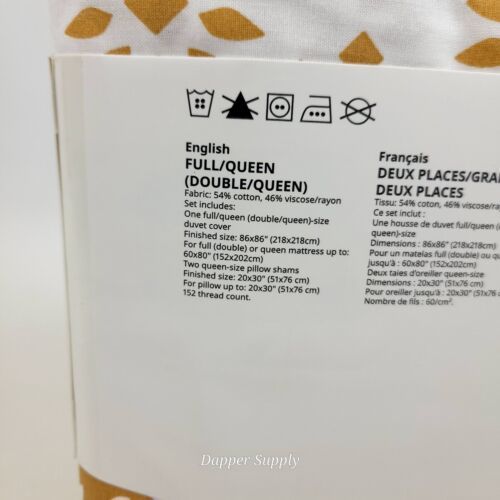 English
FULL/QUEEN
(DOUBLE/QUEEN)
Fabric: 54% cotton, 46% viscose/rayon
Set includes:
One full/queen (double/queen)-size
duvet cover
Finished size: 86x86" (218x218cm)
For full (double) or queen mattress up to:
60x80" (152x202cm)
Two queen-size pillow shams
Finished size: 20x30" (51x76 cm)
For pillow up to: 20x30" (51x76 cm)
152 thread count.
Français
DEUX PLACES/GRA
DEUX PLACES
Tissu: 54% coton, 46% viscose/ra
Ce set inclut :
Une housse de duvet full/queen (
queen)-size
Dimensions : 86x86" (218x218cm)
Pour un matelas full (double) ou qu
jusqu'à : 60x80" (152x202cm)
Deux taies d'oreiller queen-size
Dimensions : 20x30" (51x76 cm)
Pour oreiller jusqu'à : 20x30" (51x76 c
Nombre de fils : 60/cm².
Dapper Supply